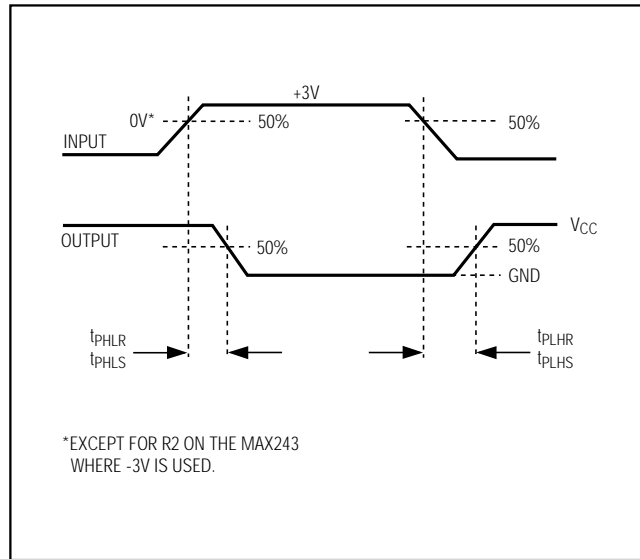 +3V
0V* 50% 50%
INPUT
OUTPUT VCC
50% 50%
GND
tPHLR tPLHR
tPHLS tPLHS
*EXCEPT FOR R2 ON THE MAX243
WHERE -3V IS USED.